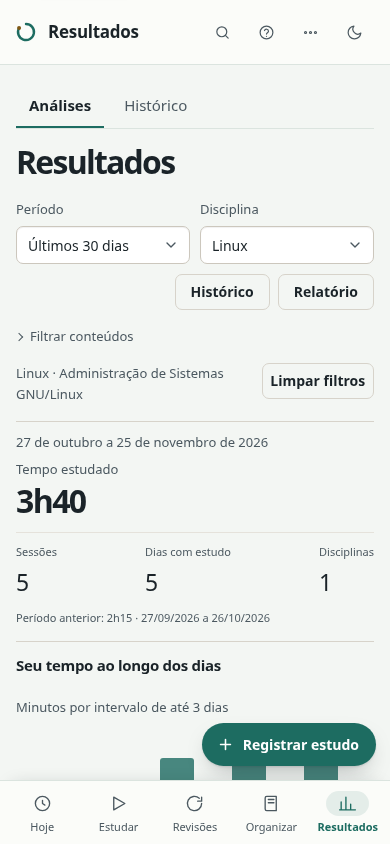 Resultados
Análises Histórico
Resultados
Período Disciplina
Últimos 30 dias Linux
Histórico Relatório
Filtrar conteúdos
Linux · Administração de Sistemas
GNU/Linux
Limpar filtros
27 de outubro a 25 de novembro de 2026
Tempo estudado
3h40
Sessões Dias com estudo Disciplinas
5 5 1
Período anterior: 2h15 · 27/09/2026 a 26/10/2026
Seu tempo ao longo dos dias
Minutos por intervalo de até 3 dias
Registrar estudo
Hoje Estudar Revisões Organizar Resultados